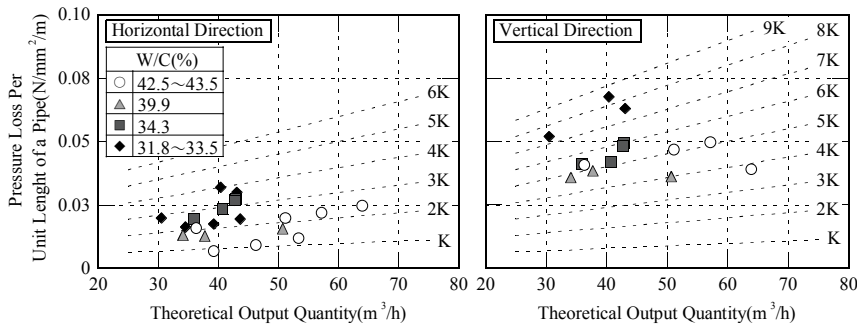 Pressure Loss Per
Unit Lenght of a Pipe(N/mm²/m)
0.10
0.08
0.05
0.03
0
Horizontal Direction
W/C(%)
42.5～43.5
39.9
34.3
31.8～33.5
6K
5K
4K
3K
2K
K
20 30 40 50 60 70 80
Theoretical Output Quantity(m³/h)
Vertical Direction
9K
8K
7K
6K
5K
4K
3K
2K
K
20 30 40 50 60 70 80
Theoretical Output Quantity(m³/h)